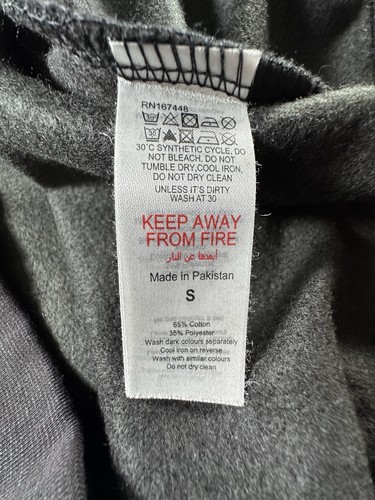 RN167448
30°C SYNTHETIC CYCLE, DO
NOT BLEACH, DO NOT
TUMBLE DRY,COOL IRON,
DO NOT DRY CLEAN
UNLESS IT'S DIRTY
WASH AT 30
KEEP AWAY
FROM FIRE
أبعدها عن النار
Made in Pakistan
S
65% Cotton
35% Polyester
Wash dark colours separately
Cool iron on reverse
Wash with similar colours
Do not dry clean